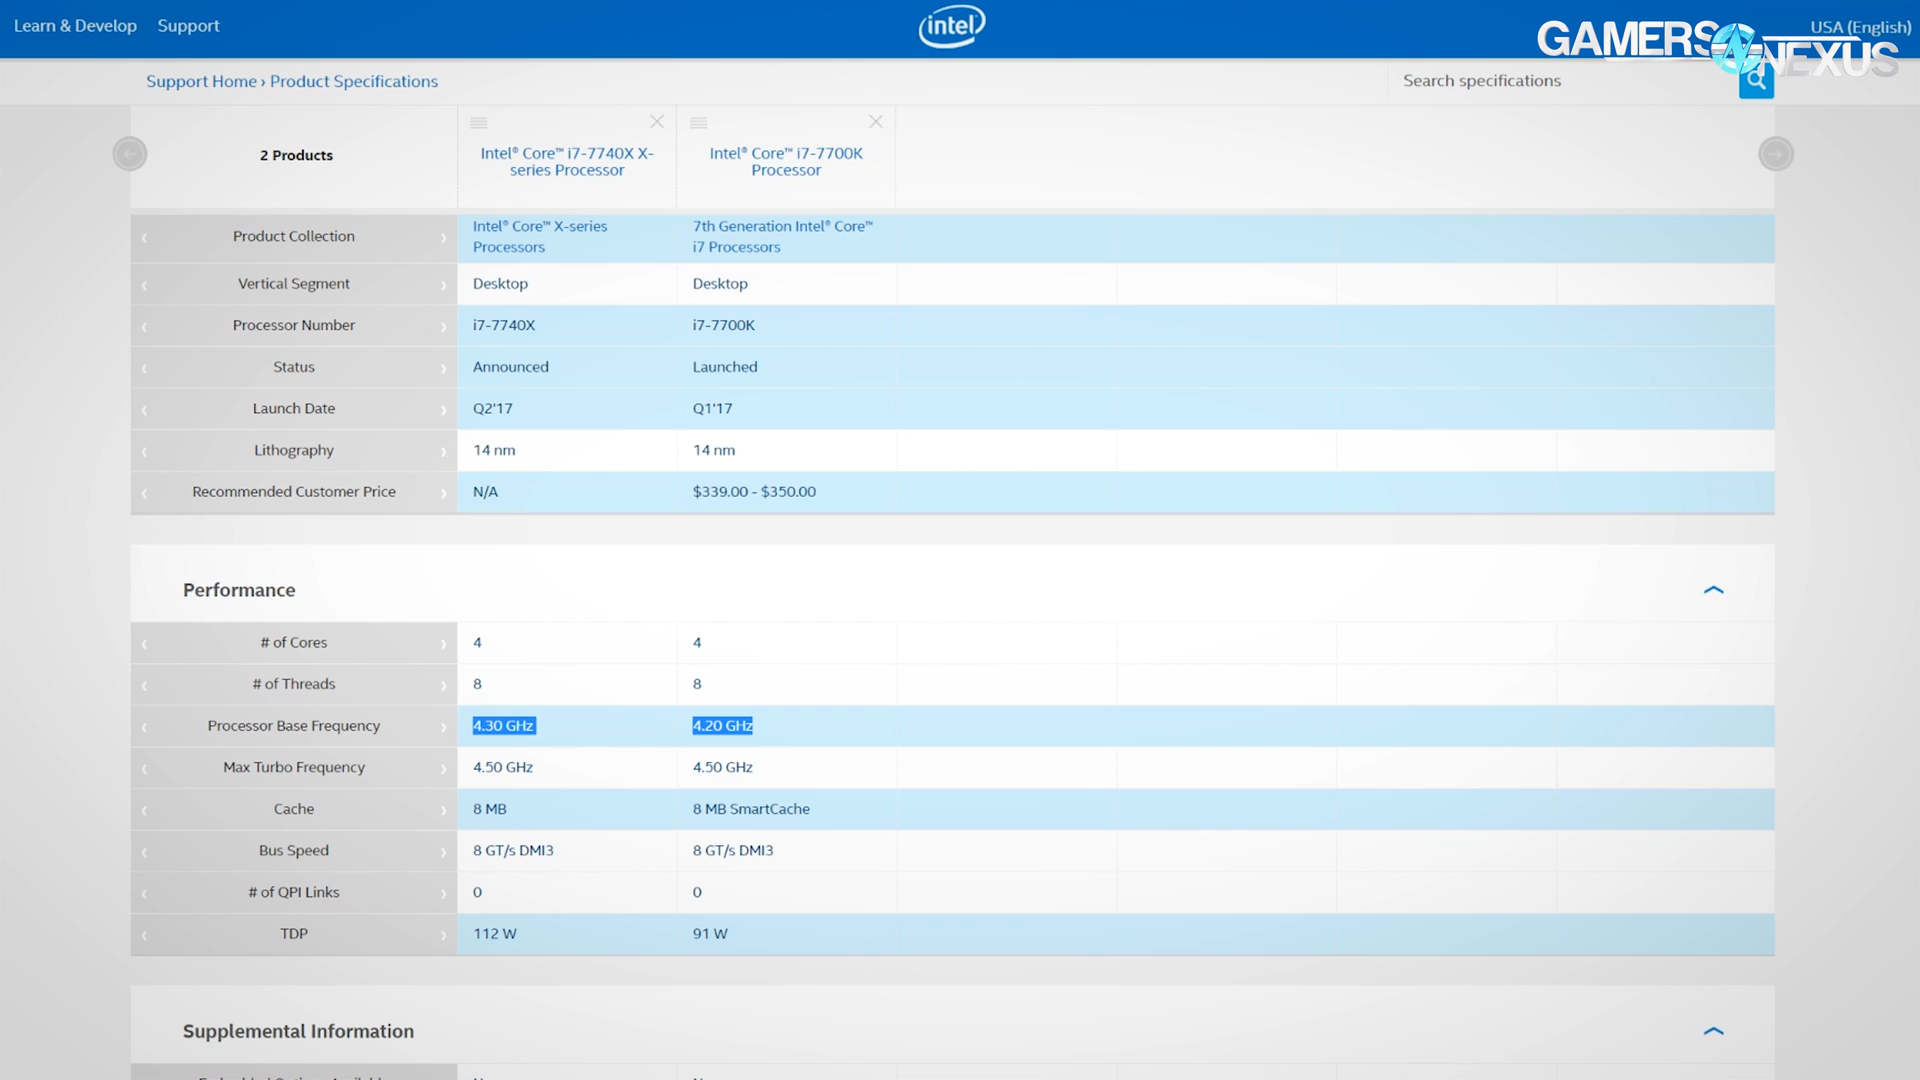 Learn & Develop Support intel USA (English)
GAMERS NEXUS
Support Home › Product Specifications Search specifications
2 Products
Intel® Core™ i7-7740X X-
series Processor
Intel® Core™ i7-7700K
Processor
Product Collection
Intel® Core™ X-series
Processors
7th Generation Intel® Core™
i7 Processors
Vertical Segment Desktop Desktop
Processor Number i7-7740X i7-7700K
Status Announced Launched
Launch Date Q2'17 Q1'17
Lithography 14 nm 14 nm
Recommended Customer Price N/A $339.00 - $350.00
Performance
# of Cores 4 4
# of Threads 8 8
Processor Base Frequency 4.30 GHz 4.20 GHz
Max Turbo Frequency 4.50 GHz 4.50 GHz
Cache 8 MB 8 MB SmartCache
Bus Speed 8 GT/s DMI3 8 GT/s DMI3
# of QPI Links 0 0
TDP 112 W 91 W
Supplemental Information